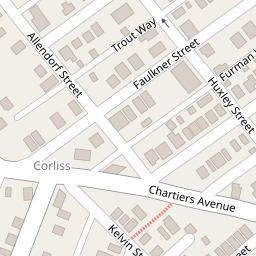 Allendorf Street
Trout Way
Faulkner Street
Huxley Street
Furman
Corliss
Chartiers Avenue
Kelvin St